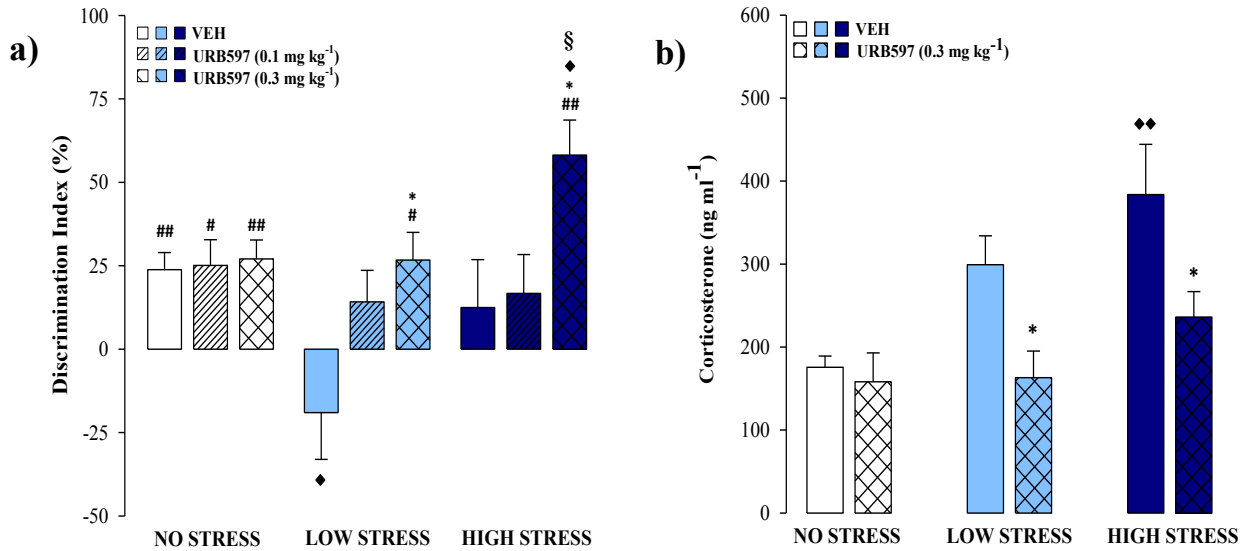 a)
VEH
URB597 (0.1 mg kg-1)
URB597 (0.3 mg kg-1)
Discrimination Index (%)
100
75
50
25
0
-25
-50
##
#
##
◆
*
#
§
◆
*
##
NO STRESS
LOW STRESS
HIGH STRESS
b)
VEH
URB597 (0.3 mg kg-1)
Corticosterone (ng ml-1)
600
500
400
300
200
100
0
*
◆◆
*
NO STRESS
LOW STRESS
HIGH STRESS